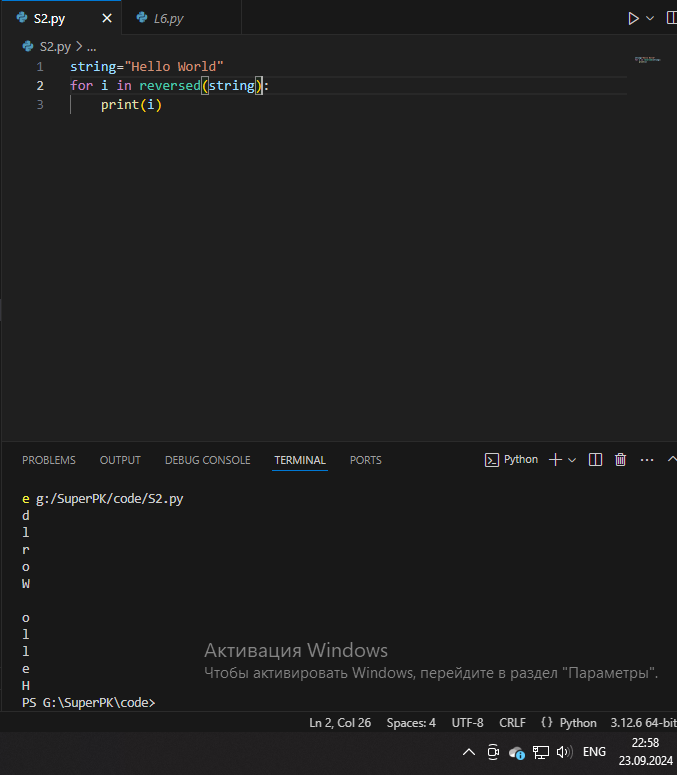 S2.py
L6.py
S2.py > ...
1 string="Hello World"
2 for i in reversed(string):
3     print(i)
PROBLEMS OUTPUT DEBUG CONSOLE TERMINAL PORTS
Python
e g:/SuperPK/code/S2.py
d
l
r
o
W
o
l
l
e
H
PS G:\SuperPK\code>
Активация Windows
Чтобы активировать Windows, перейдите в раздел "Параметры".
Ln 2, Col 26 Spaces: 4 UTF-8 CRLF {} Python 3.12.6 64-bit
ENG
22:58
23.09.2024